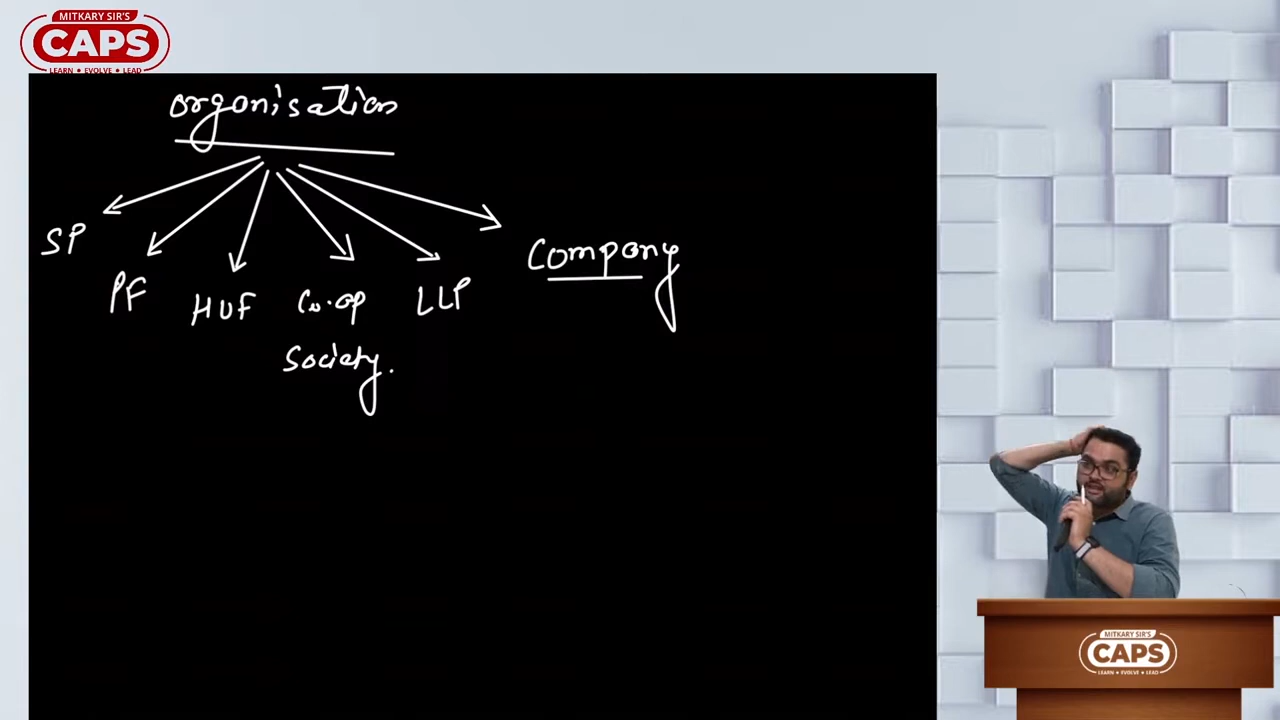 MITKARY SIR'S
CAPS
LEARN • EVOLVE • LEAD
organisation
SP
PF
HUF
Co-op
Society.
LLP
Company
MITKARY SIR'S
CAPS
LEARN • EVOLVE • LEAD